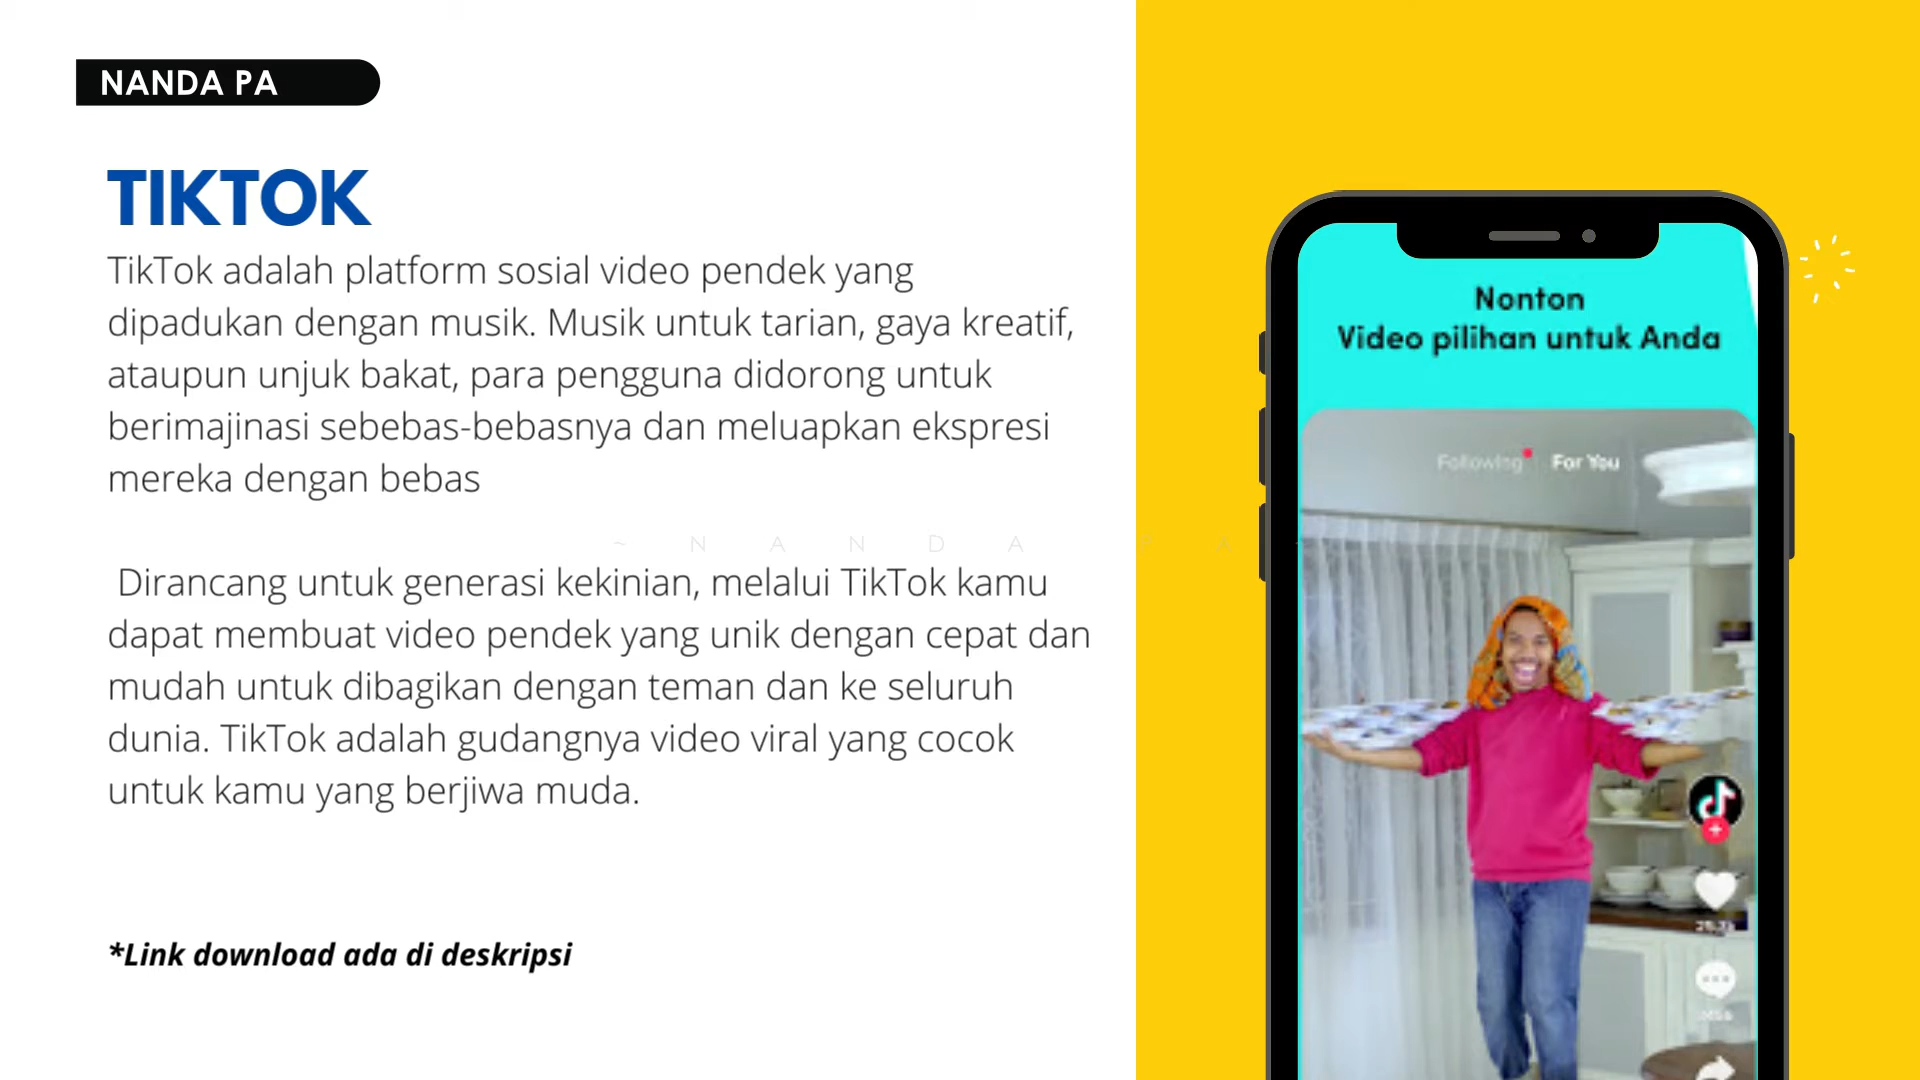 NANDA PA
TIKTOK
TikTok adalah platform sosial video pendek yang
dipadukan dengan musik. Musik untuk tarian, gaya kreatif,
ataupun unjuk bakat, para pengguna didorong untuk
berimajinasi sebebas-bebasnya dan meluapkan ekspresi
mereka dengan bebas
Dirancang untuk generasi kekinian, melalui TikTok kamu
dapat membuat video pendek yang unik dengan cepat dan
mudah untuk dibagikan dengan teman dan ke seluruh
dunia. TikTok adalah gudangnya video viral yang cocok
untuk kamu yang berjiwa muda.
*Link download ada di deskripsi
~ N A N D A P A ~
Nonton
Video pilihan untuk Anda
Following For You